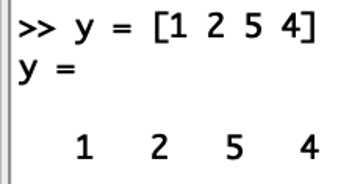 >> y = [1 2 5 4]
y =
1 2 5 4